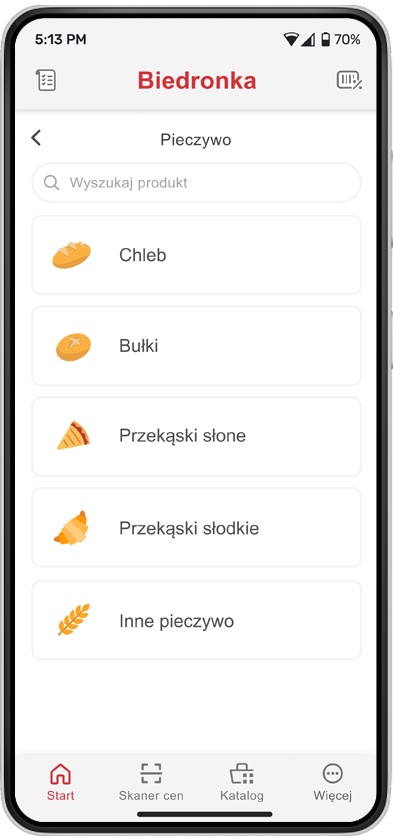 5:13 PM 70%
Biedronka
Pieczywo
Wyszukaj produkt
Chleb
Bułki
Przekąski słone
Przekąski słodkie
Inne pieczywo
Start Skaner cen Katalog Więcej